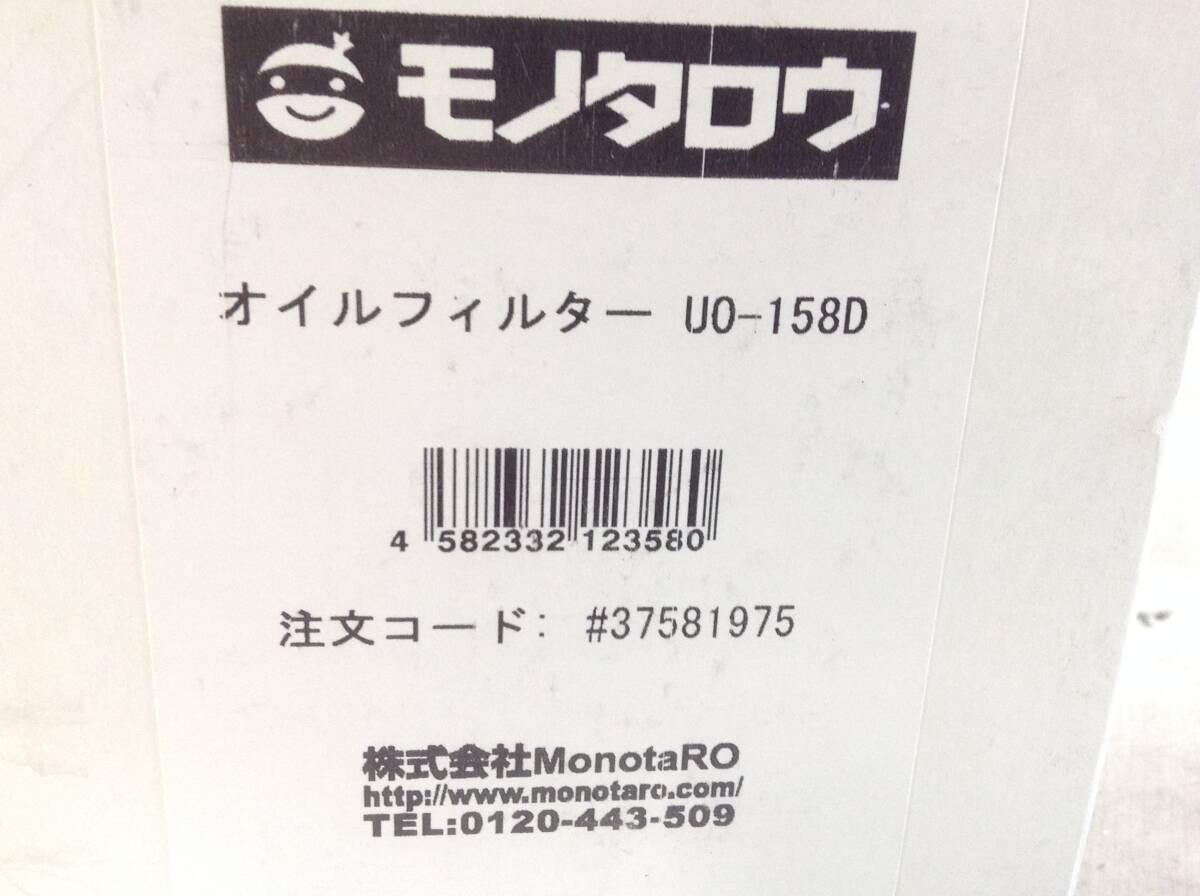 モノタロウ
オイルフィルター UO-158D
4 582332 123580
注文コード: #37581975
株式会社MonotaRO
http://www.monotaro.com/
TEL:0120-443-509